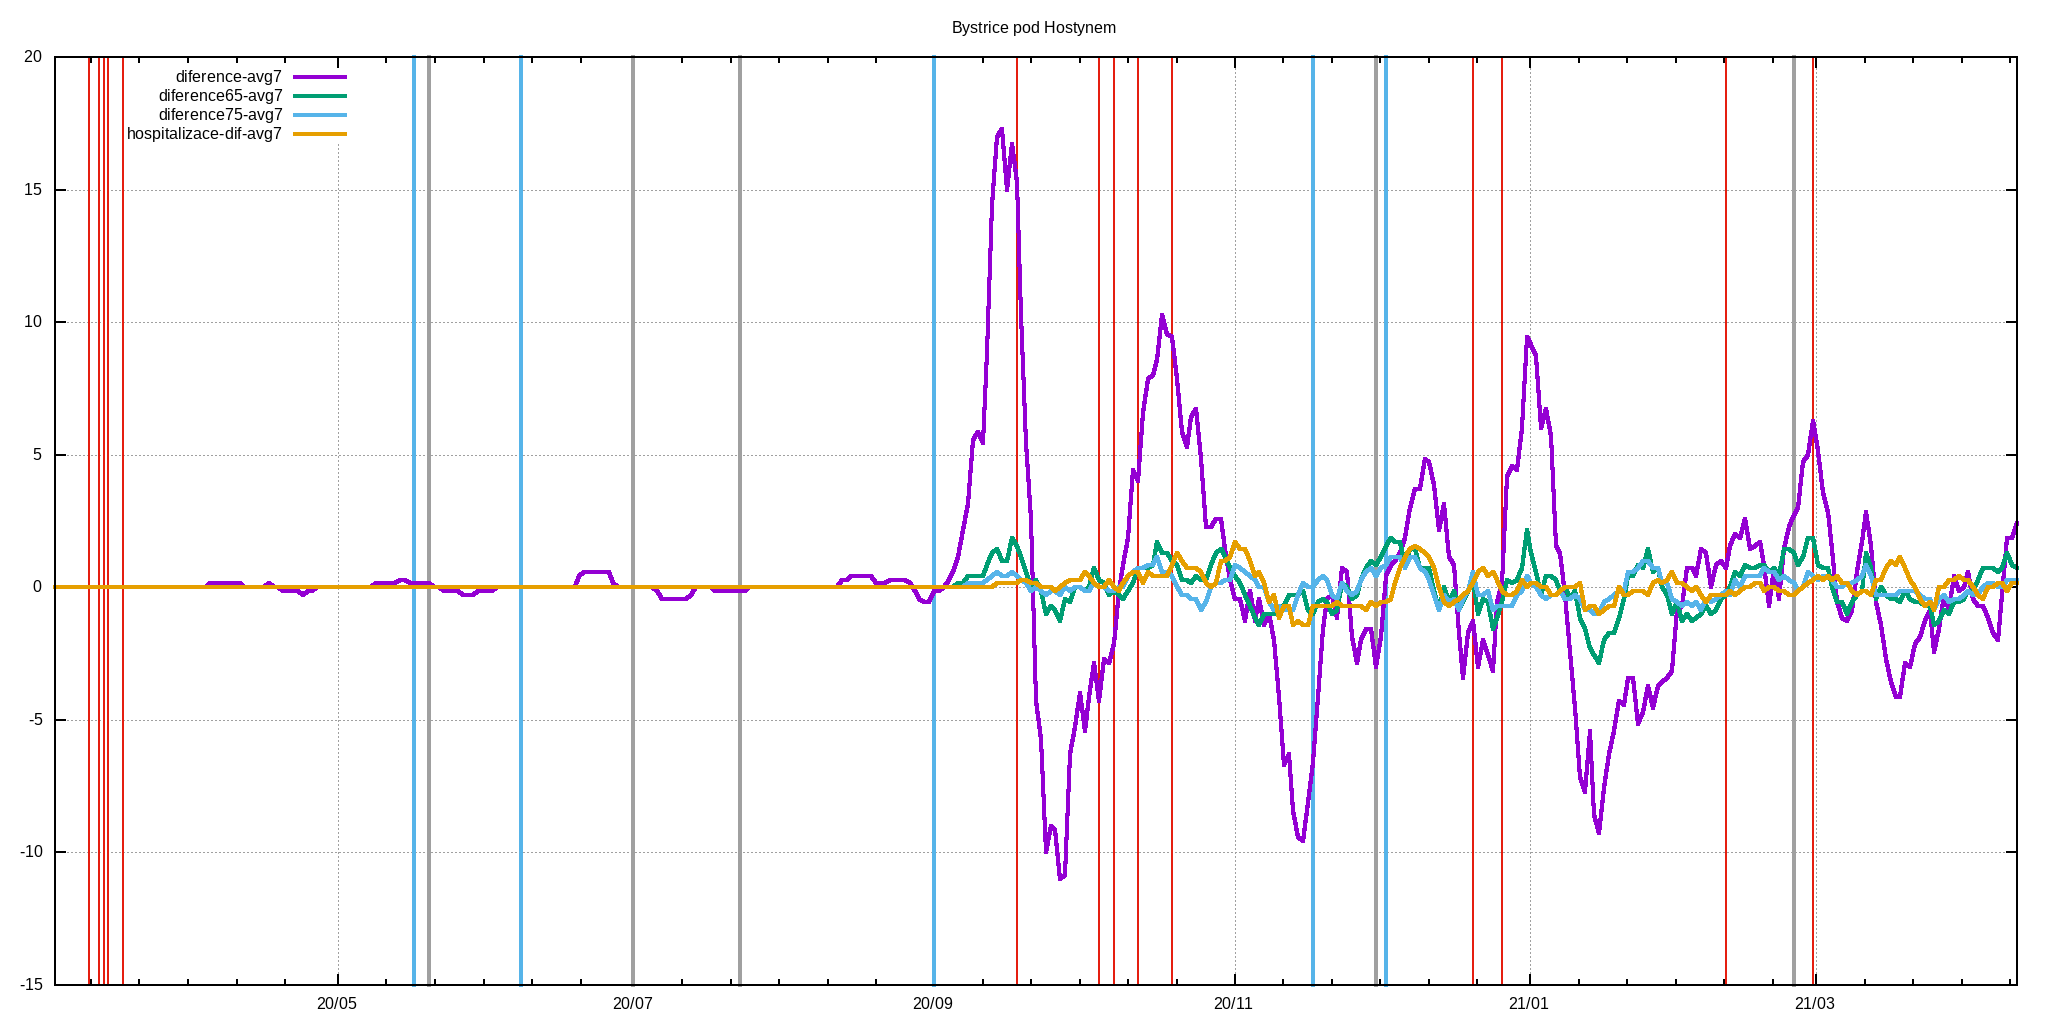 Bystrice pod Hostynem
20
15
10
5
0
-5
-10
-15
diference-avg7
diference65-avg7
diference75-avg7
hospitalizace-dif-avg7
20/05 20/07 20/09 20/11 21/01 21/03